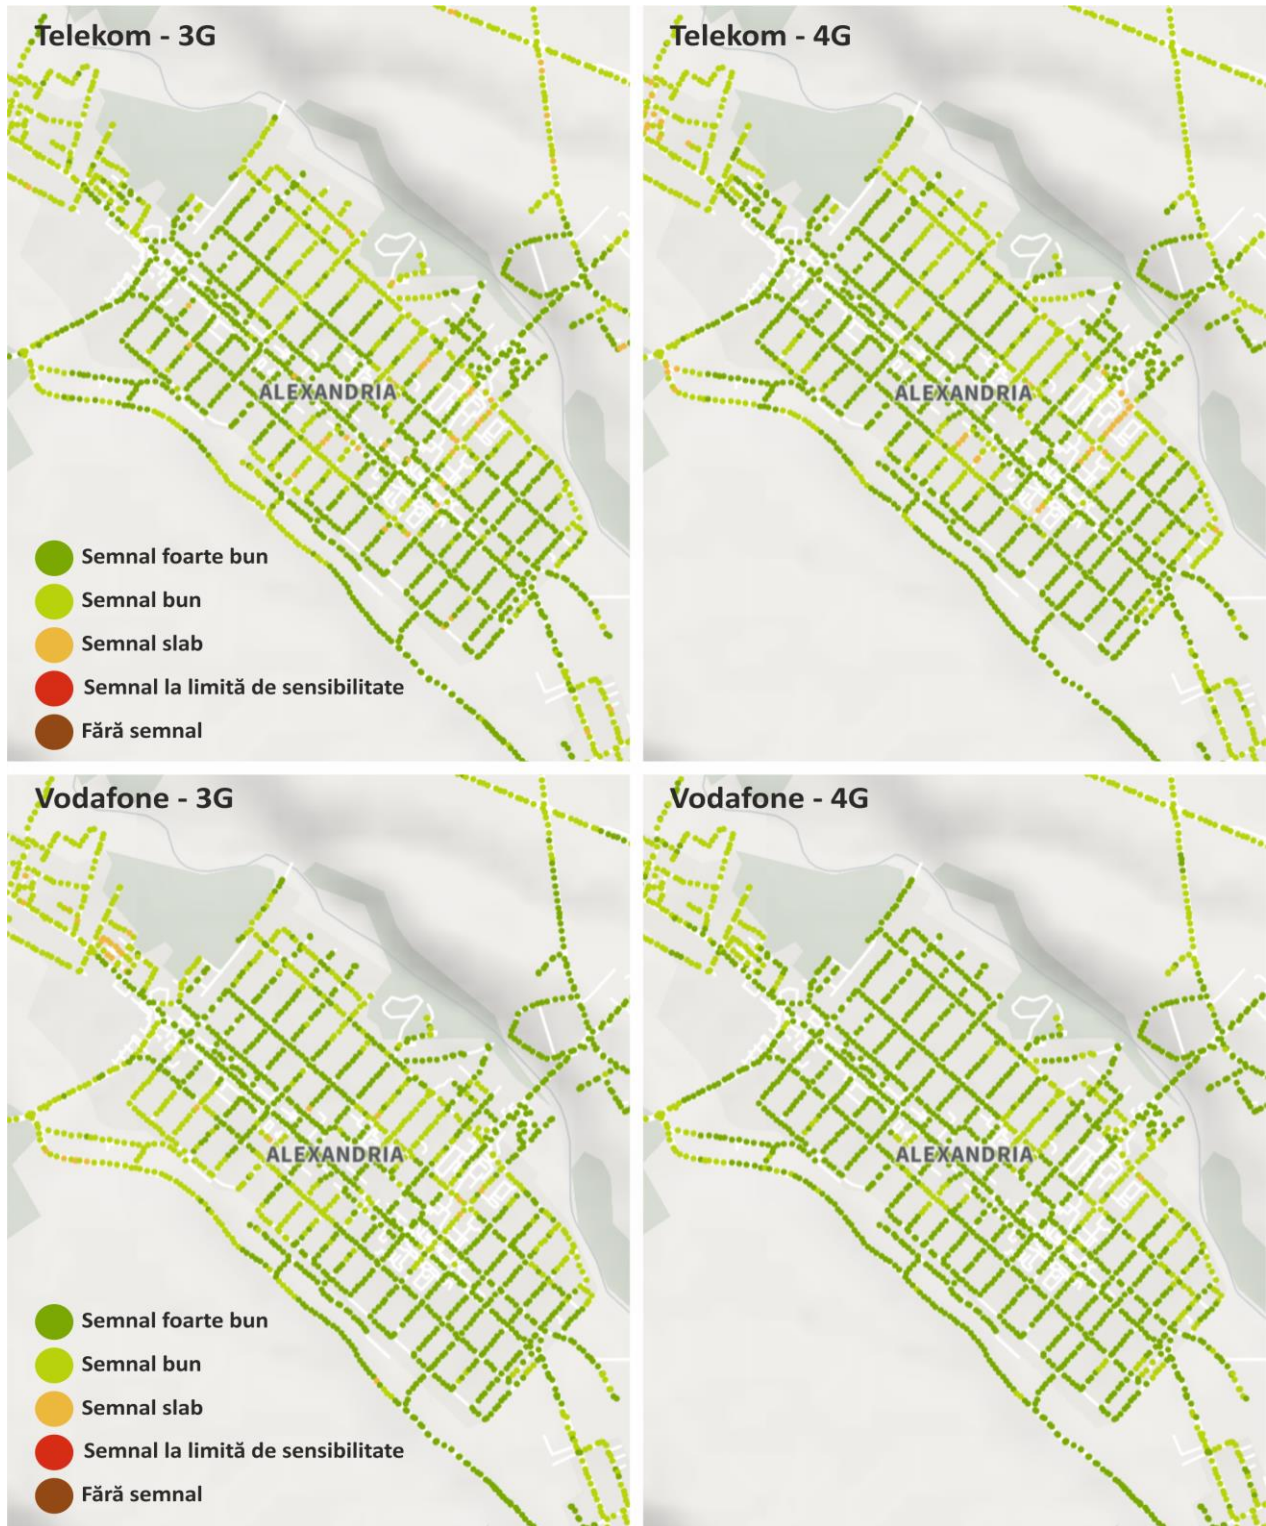 Telekom - 3G
Telekom - 4G
ALEXANDRIA
ALEXANDRIA
Semnal foarte bun
Semnal bun
Semnal slab
Semnal la limită de sensibilitate
Fără semnal
Vodafone - 3G
Vodafone - 4G
ALEXANDRIA
ALEXANDRIA
Semnal foarte bun
Semnal bun
Semnal slab
Semnal la limită de sensibilitate
Fără semnal